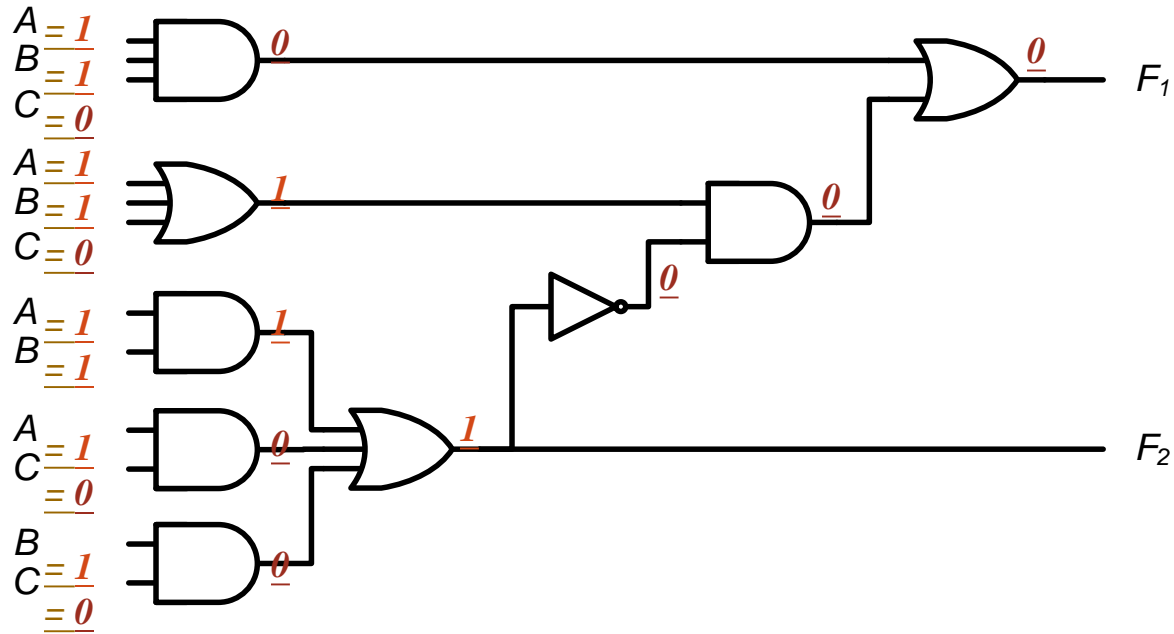 A = 1
B = 1
C = 0
0
0
F1
A = 1
B = 1
C = 0
1
0
0
A = 1
B = 1
1
A = 1
C = 0
0
1
F2
B = 1
C = 0
0